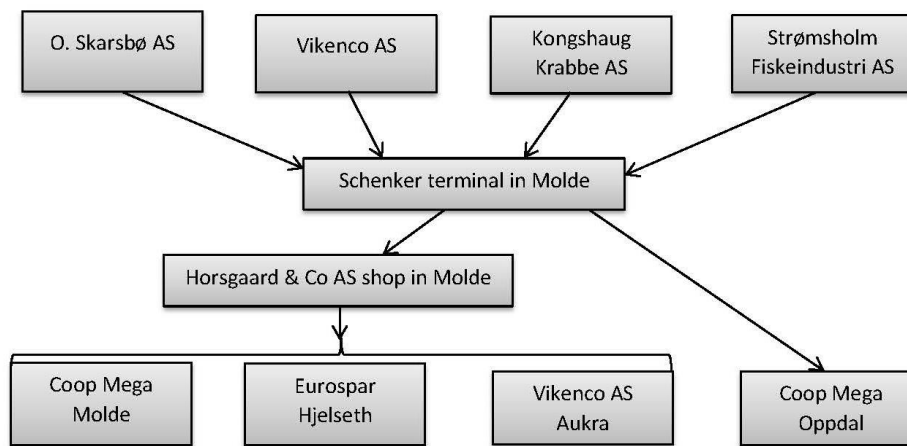 O. Skarsbø AS
Vikenco AS
Kongshaug
Krabbe AS
Strømsholm
Fiskeindustri AS
Schenker terminal in Molde
Horsgaard & Co AS shop in Molde
Coop Mega
Molde
Eurospar
Hjelseth
Vikenco AS
Aukra
Coop Mega
Oppdal